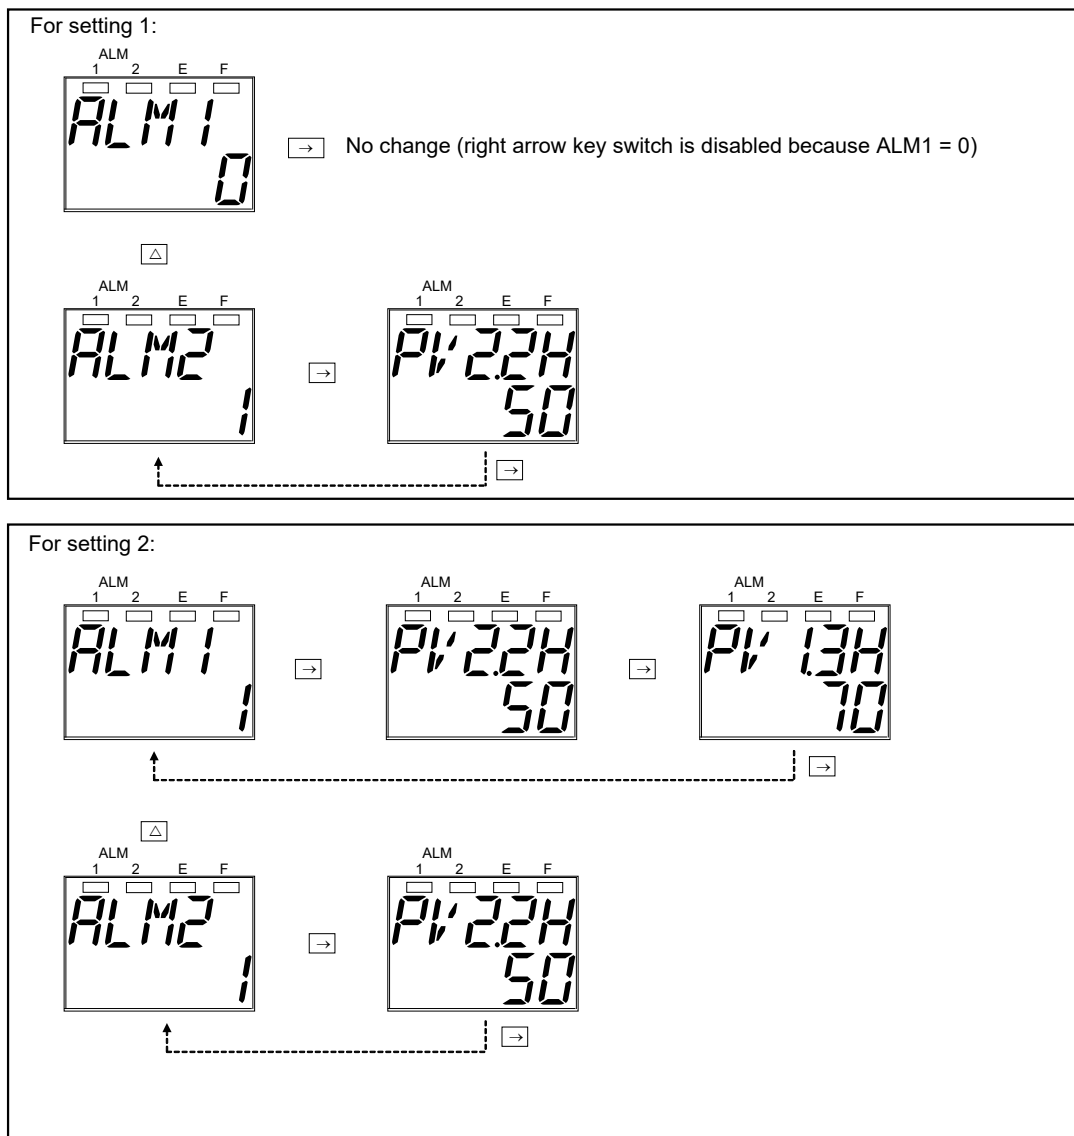 For setting 1:
ALM
1 2 E F
ALM1
0
→ No change (right arrow key switch is disabled because ALM1 = 0)
△
ALM
1 2 E F
ALM2
1
→
ALM
1 2 E F
PV2.2H
50
→
For setting 2:
ALM
1 2 E F
ALM1
1
→
ALM
1 2 E F
PV2.2H
50
→
ALM
1 2 E F
PV1.3H
70
→
△
ALM
1 2 E F
ALM2
1
→
ALM
1 2 E F
PV2.2H
50
→